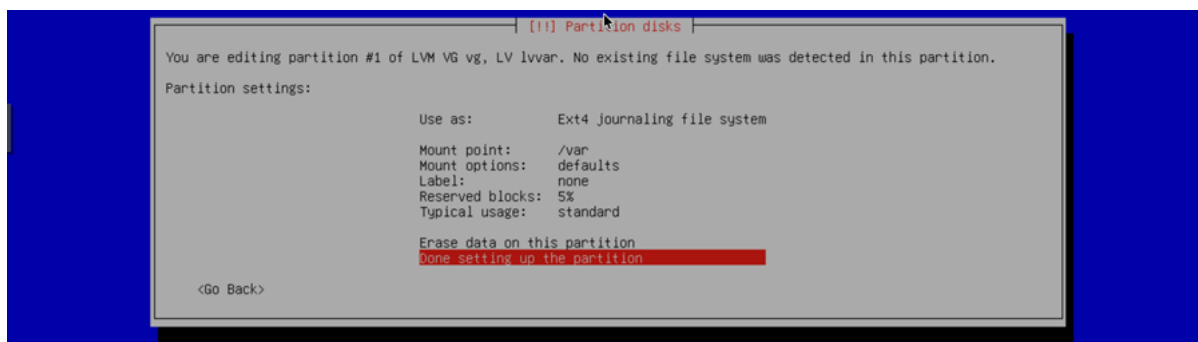 [!!] Partition disks
You are editing partition #1 of LVM VG vg, LV lvvar. No existing file system was detected in this partition.
Partition settings:
Use as: Ext4 journaling file system
Mount point: /var
Mount options: defaults
Label: none
Reserved blocks: 5%
Typical usage: standard
Erase data on this partition
Done setting up the partition
<Go Back>